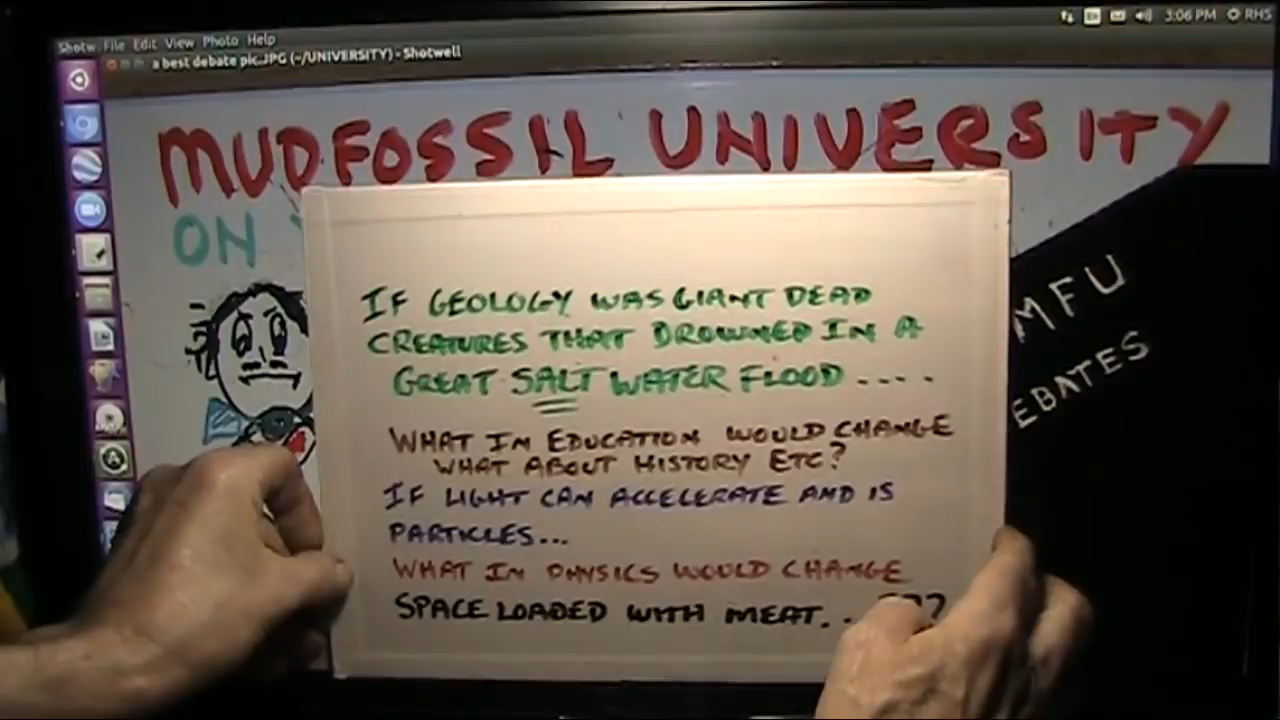 Shotw File Edit View Photo Help
3:06 PM RHS
a best debate pic.JPG (~/UNIVERSITY) - Shotwell
MUDFOSSIL UNIVERSITY
ON
MFU
EBATES
IF GEOLOGY WAS GIANT DEAD
CREATURES THAT DROWNED IN A
GREAT SALT WATER FLOOD ....
WHAT IN EDUCATION WOULD CHANGE
WHAT ABOUT HISTORY ETC?
IF LIGHT CAN ACCELERATE AND IS
PARTICLES...
WHAT IN PHYSICS WOULD CHANGE
SPACE LOADED WITH MEAT...???